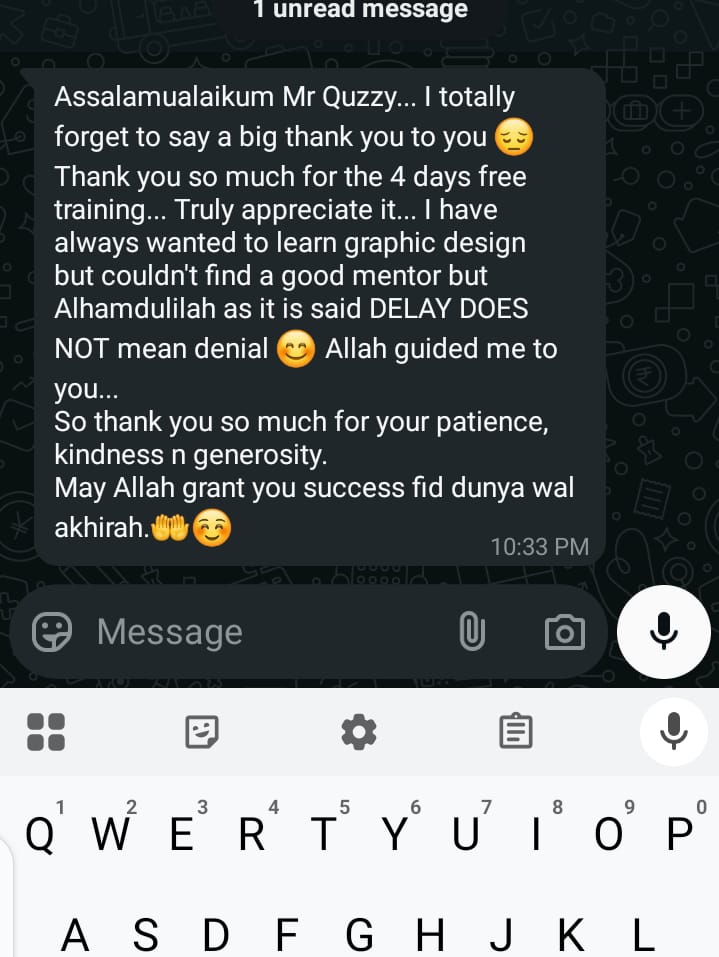 1 unread message
Assalamualaikum Mr Quzzy... I totally
forget to say a big thank you to you 😔
Thank you so much for the 4 days free
training... Truly appreciate it... I have
always wanted to learn graphic design
but couldn't find a good mentor but
Alhamdulilah as it is said DELAY DOES
NOT mean denial 😊 Allah guided me to
you...
So thank you so much for your patience,
kindness n generosity.
May Allah grant you success fid dunya wal
akhirah.🤲☺️
10:33 PM
Message
1 2 3 4 5 6 7 8 9 0
Q W E R T Y U I O P
A S D F G H J K L